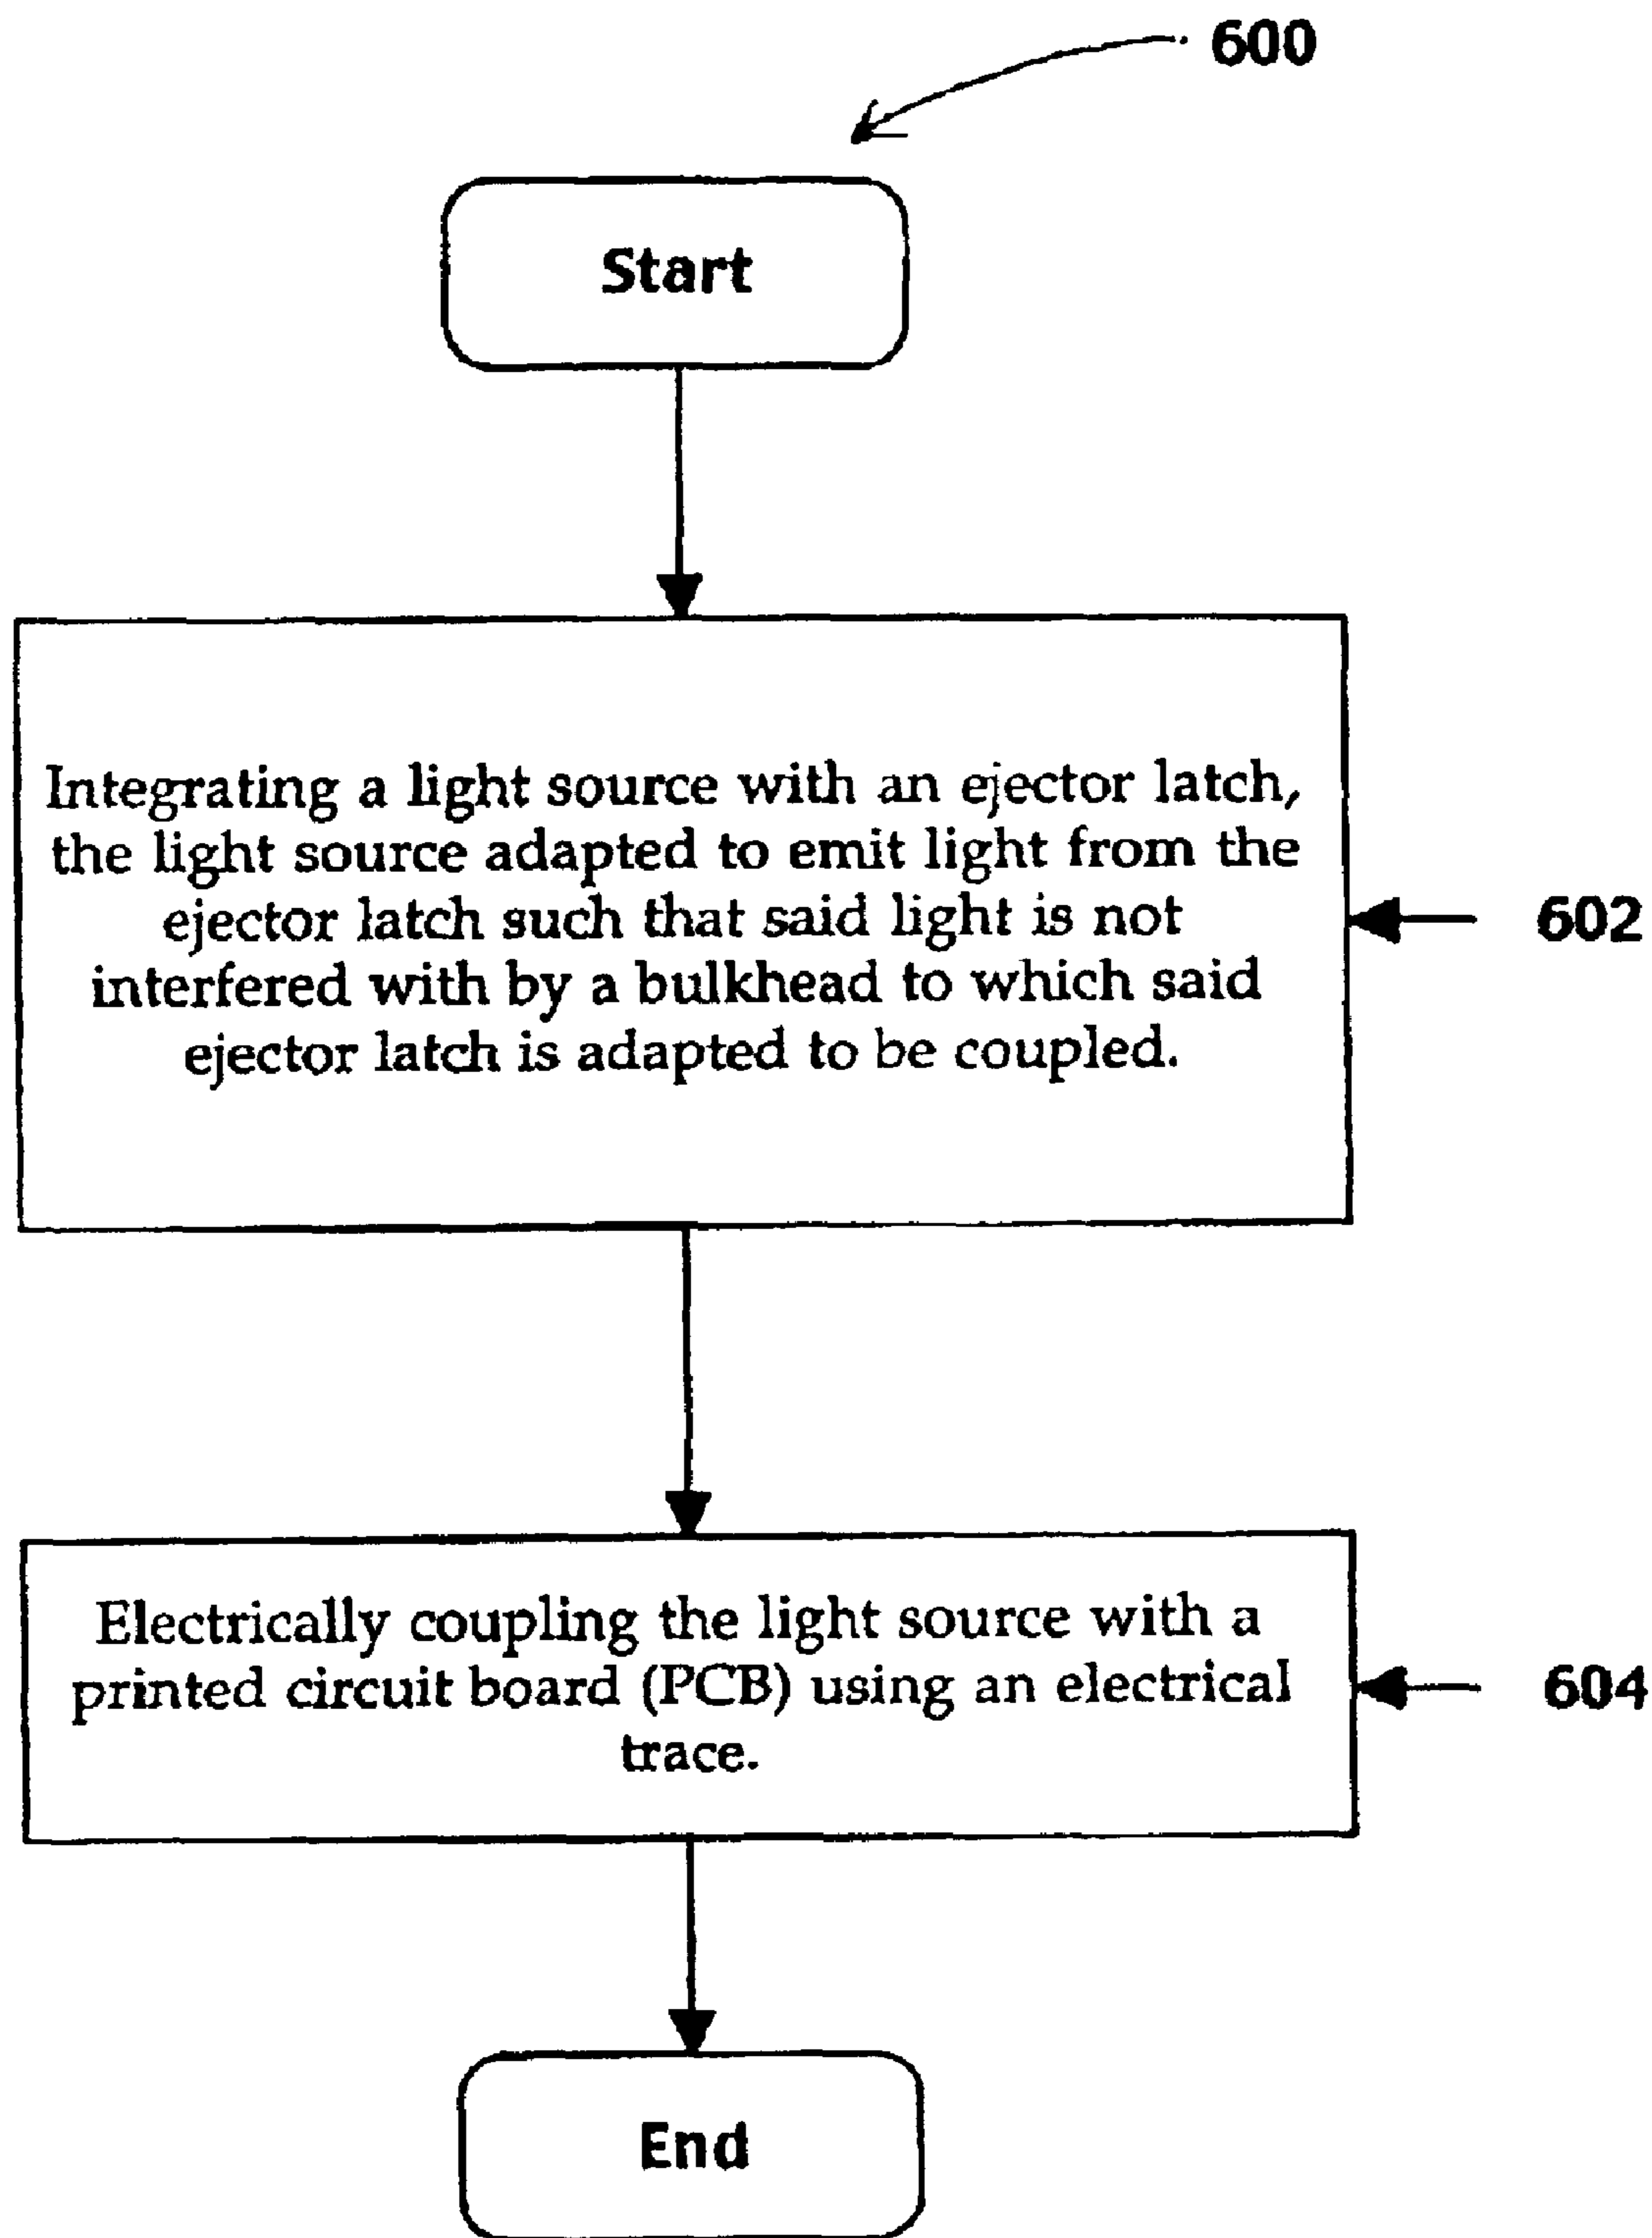 600
Start
Integrating a light source with an ejector latch,
the light source adapted to emit light from the
ejector latch such that said light is not
interfered with by a bulkhead to which said
ejector latch is adapted to be coupled.
602
Electrically coupling the light source with a
printed circuit board (PCB) using an electrical
trace.
604
End